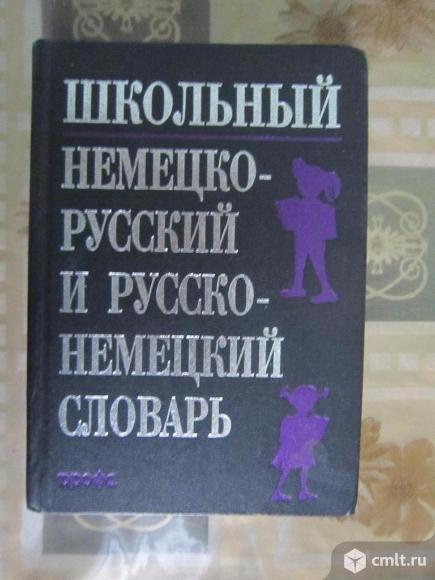 ШКОЛЬНЫЙ
НЕМЕЦКО-
РУССКИЙ
И РУССКО-
НЕМЕЦКИЙ
СЛОВАРЬ
дрофа
cmlt.ru